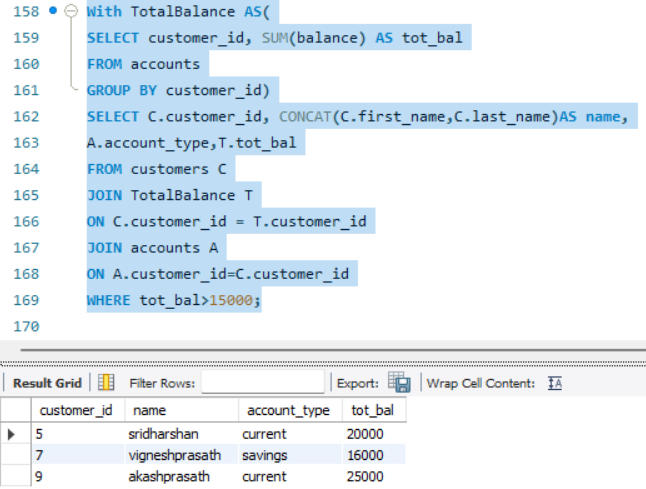 158 With TotalBalance AS(
159 SELECT customer_id, SUM(balance) AS tot_bal
160 FROM accounts
161 GROUP BY customer_id)
162 SELECT C.customer_id, CONCAT(C.first_name,C.last_name)AS name,
163 A.account_type,T.tot_bal
164 FROM customers C
165 JOIN TotalBalance T
166 ON C.customer_id = T.customer_id
167 JOIN accounts A
168 ON A.customer_id=C.customer_id
169 WHERE tot_bal>15000;
170
Result Grid Filter Rows: Export: Wrap Cell Content: IA
customer_id name account_type tot_bal
5 sridharshan current 20000
7 vigneshprasath savings 16000
9 akashprasath current 25000